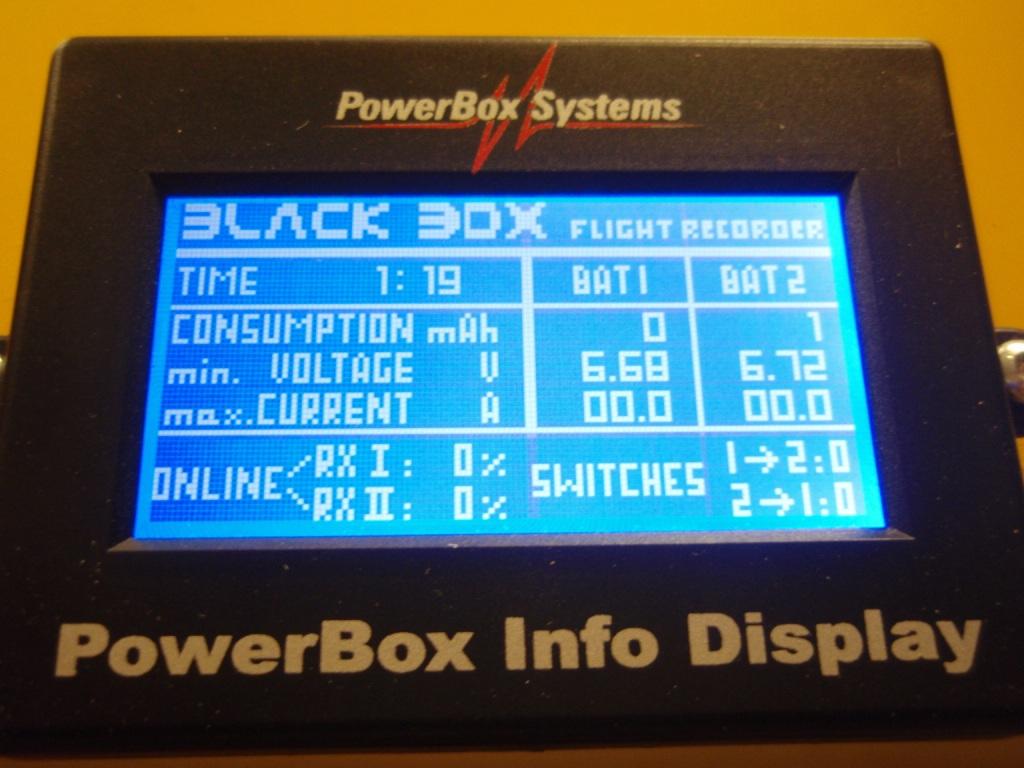 PowerBox Systems
BLACK BOX FLIGHT RECORDER
TIME 1:19 BAT1 BAT2
CONSUMPTION mAh 0 1
min. VOLTAGE V 6.68 6.72
max. CURRENT A 00.0 00.0
ONLINE RX I: 0% SWITCHES 1→2:0
RX II: 0% 2→1:0
PowerBox Info Display